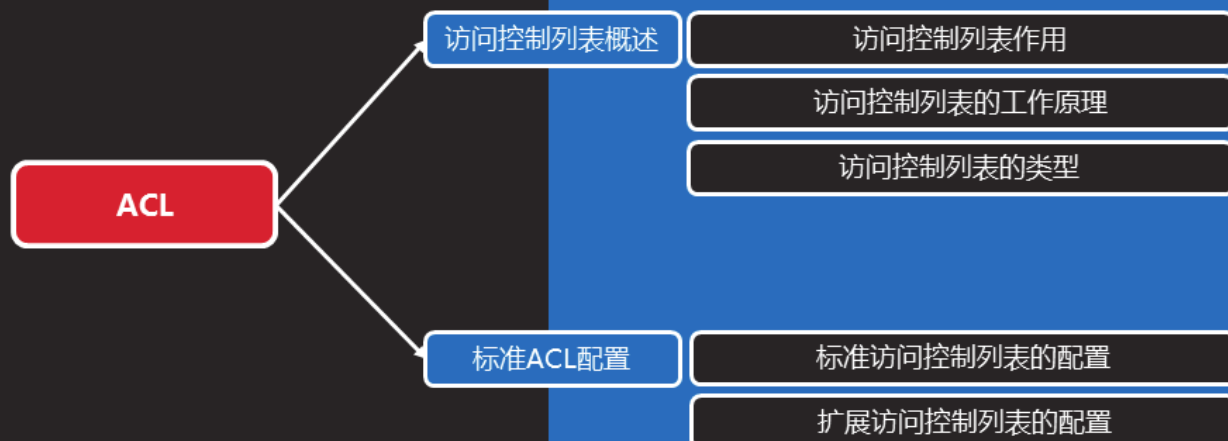 访问控制列表概述
访问控制列表作用
访问控制列表的工作原理
访问控制列表的类型
ACL
标准ACL配置
标准访问控制列表的配置
扩展访问控制列表的配置